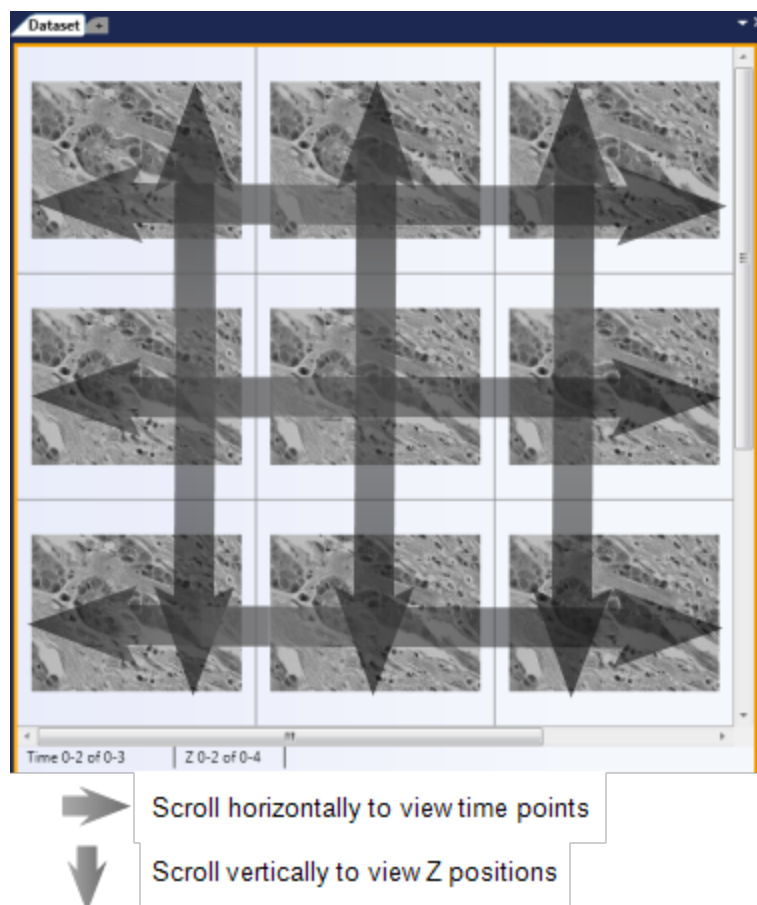 Dataset +
Time 0-2 of 0-3 Z 0-2 of 0-4
Scroll horizontally to view time points
Scroll vertically to view Z positions